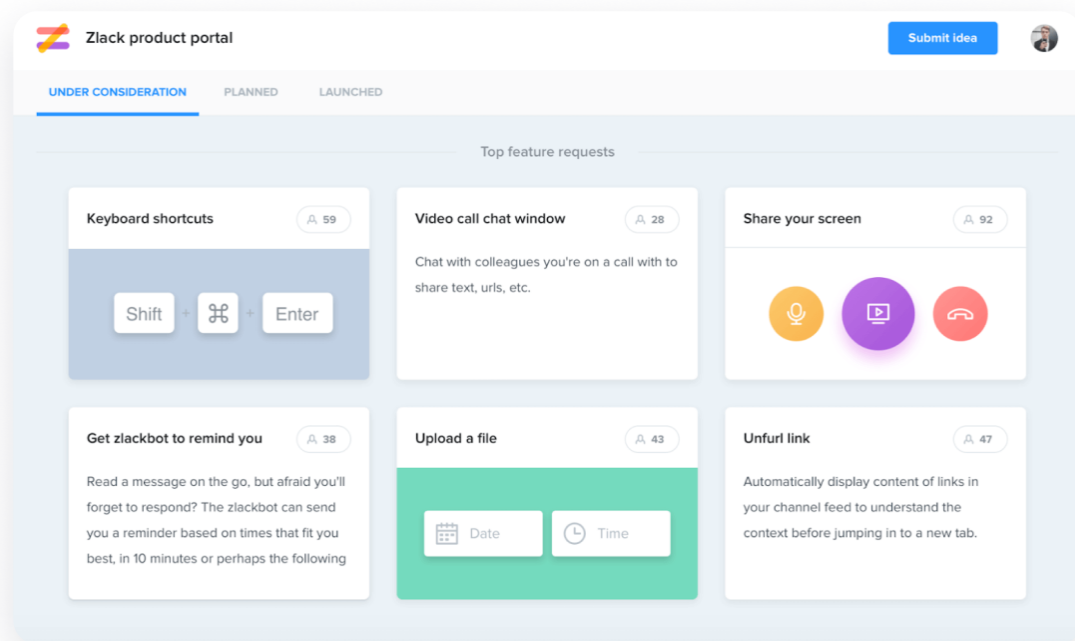 Zlack product portal
Submit idea
UNDER CONSIDERATION
PLANNED
LAUNCHED
Top feature requests
Keyboard shortcuts
59
Shift + ⌘ + Enter
Video call chat window
28
Chat with colleagues you're on a call with to
share text, urls, etc.
Share your screen
92
Get zlackbot to remind you
38
Read a message on the go, but afraid you'll
forget to respond? The zlackbot can send
you a reminder based on times that fit you
best, in 10 minutes or perhaps the following
Upload a file
43
Date
Time
Unfurl link
47
Automatically display content of links in
your channel feed to understand the
context before jumping in to a new tab.